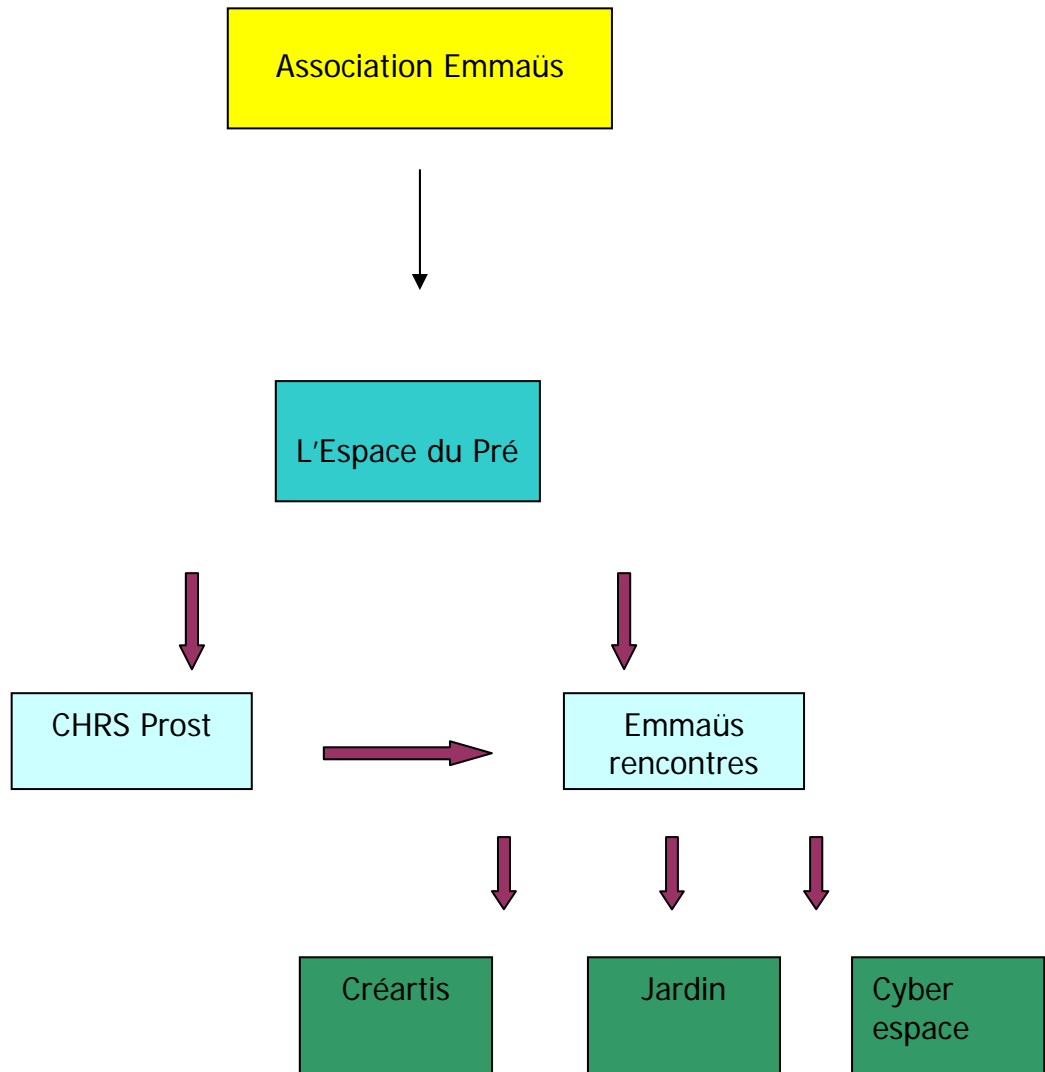 Association Emmaüs
L'Espace du Pré
CHRS Prost
Emmaüs
rencontres
Créartis
Jardin
Cyber
espace